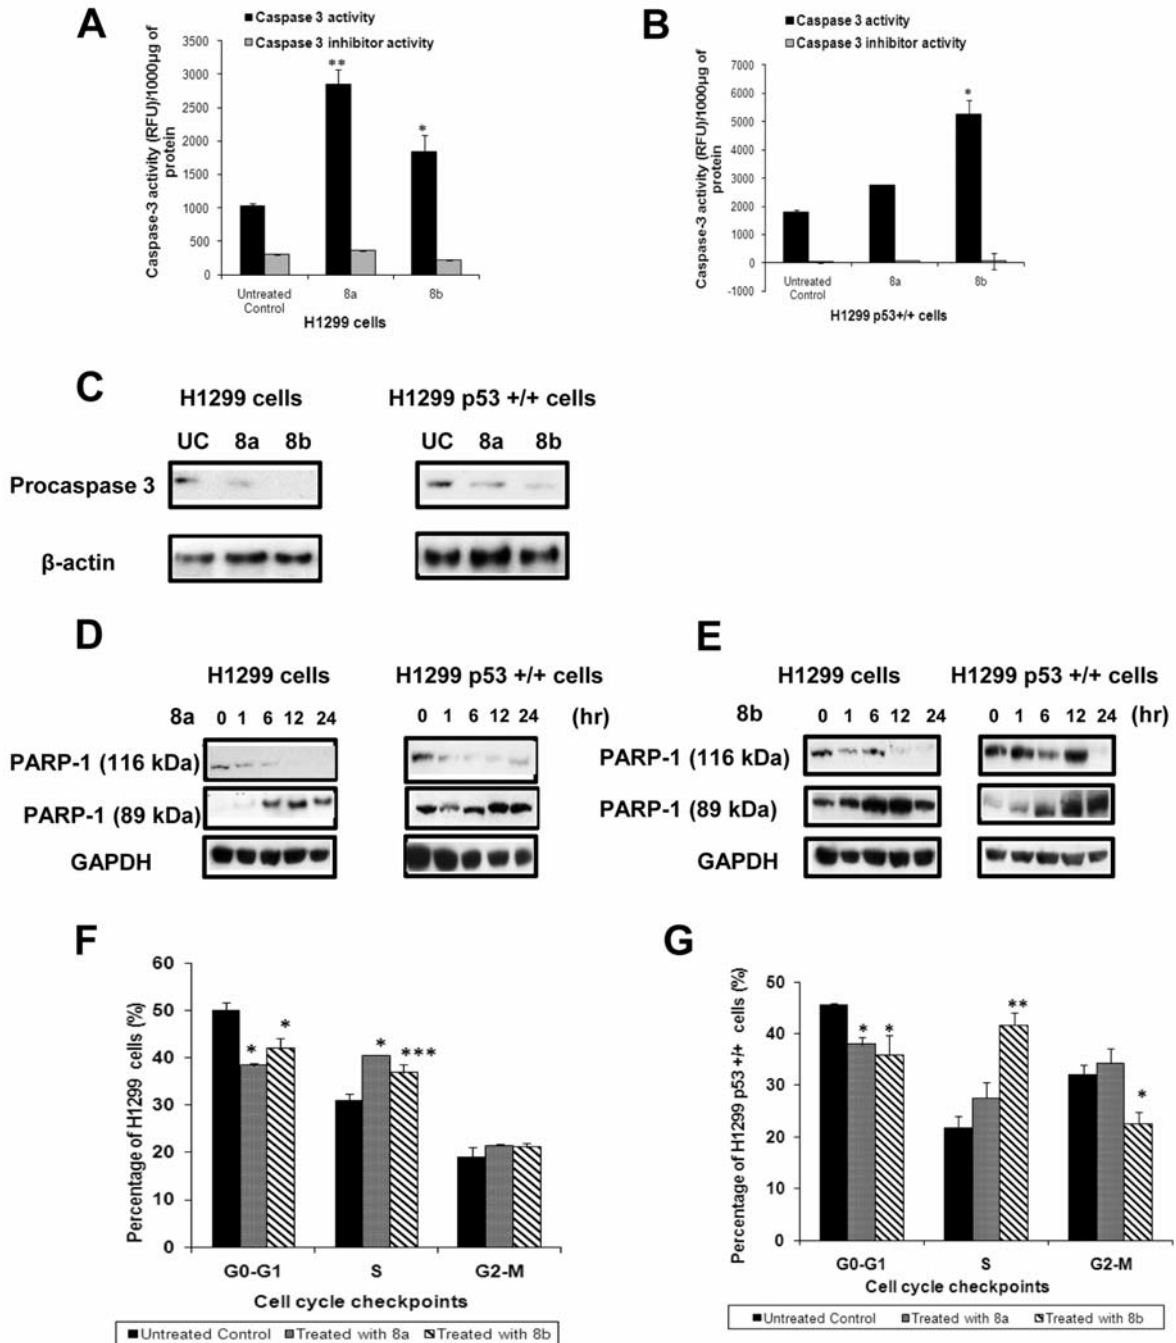 A
Caspase 3 activity
Caspase 3 inhibitor activity
Caspase-3 activity (RFU)/1000µg of
protein
3500
3000
2500
2000
1500
1000
500
0
**
*
Untreated
Control
8a
8b
H1299 cells
B
Caspase 3 activity
Caspase 3 inhibitor activity
Caspase-3 activity (RFU)/1000µg of
protein
7000
6000
5000
4000
3000
2000
1000
0
-1000
*
Untreated
Control
8a
8b
H1299 p53+/+ cells
C
H1299 cells
H1299 p53 +/+ cells
UC 8a 8b
UC 8a 8b
Procaspase 3
β-actin
D
H1299 cells
H1299 p53 +/+ cells
8a
0 1 6 12 24
0 1 6 12 24
(hr)
PARP-1 (116 kDa)
PARP-1 (89 kDa)
GAPDH
E
H1299 cells
H1299 p53 +/+ cells
8b
0 1 6 12 24
0 1 6 12 24
(hr)
PARP-1 (116 kDa)
PARP-1 (89 kDa)
GAPDH
F
Percentage of H1299 cells (%)
60
50
40
30
20
10
0
*
*
*
***
G0-G1
S
G2-M
Cell cycle checkpoints
Untreated Control
Treated with 8a
Treated with 8b
G
Percentage of H1299 p53 +/+ cells (%)
50
40
30
20
10
0
*
*
**
*
G0-G1
S
G2-M
Cell cycle checkpoints
Untreated Control
Treated with 8a
Treated with 8b